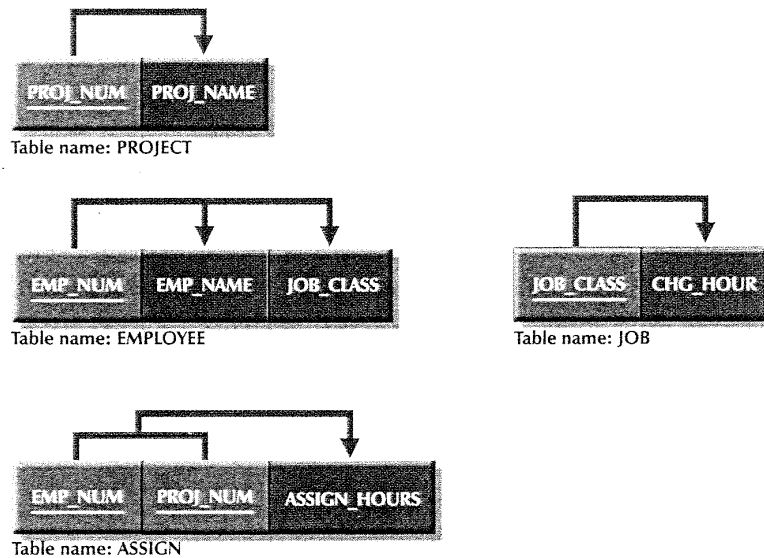 PROJ_NUM PROJ_NAME
Table name: PROJECT
EMP_NUM EMP_NAME JOB_CLASS
Table name: EMPLOYEE
JOB_CLASS CHG_HOUR
Table name: JOB
EMP_NUM PROJ_NUM ASSIGN_HOURS
Table name: ASSIGN